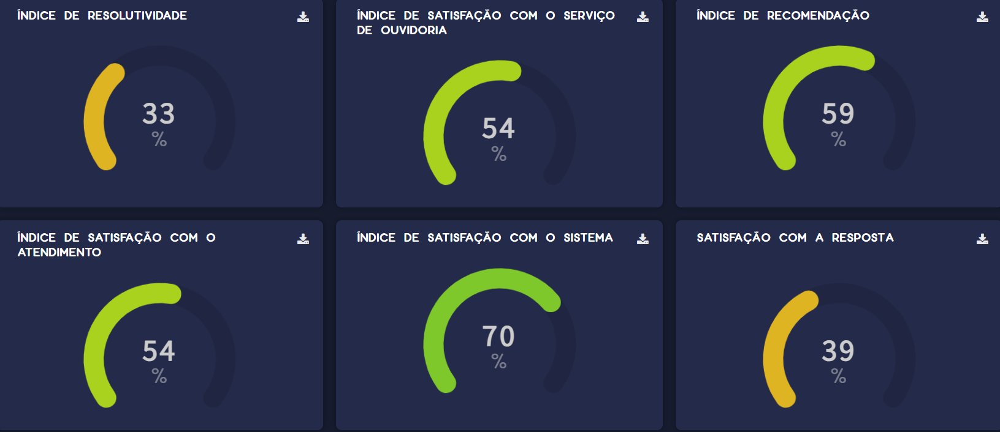 ÍNDICE DE RESOLUTIVIDADE
33
%
ÍNDICE DE SATISFAÇÃO COM O SERVIÇO
DE OUVIDORIA
54
%
ÍNDICE DE RECOMENDAÇÃO
59
%
ÍNDICE DE SATISFAÇÃO COM O
ATENDIMENTO
54
%
ÍNDICE DE SATISFAÇÃO COM O SISTEMA
70
%
SATISFAÇÃO COM A RESPOSTA
39
%